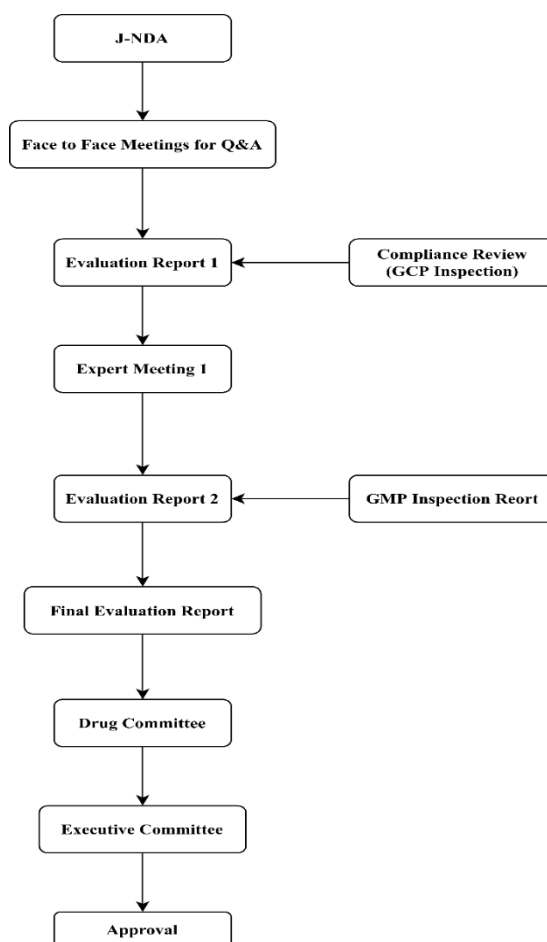 J-NDA
Face to Face Meetings for Q&A
Evaluation Report 1
Compliance Review
(GCP Inspection)
Expert Meeting 1
Evaluation Report 2
GMP Inspection Reort
Final Evaluation Report
Drug Committee
Executive Committee
Approval